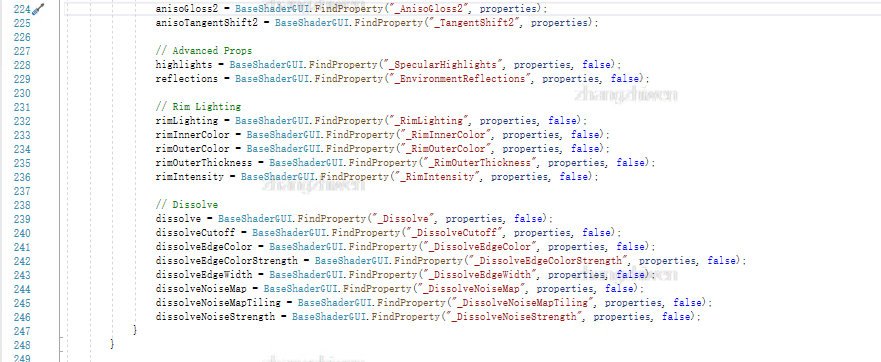 224 anisoGloss2 = BaseShaderGUI.FindProperty("_AnisoGloss2", properties);
225 anisoTangentShift2 = BaseShaderGUI.FindProperty("_TangentShift2", properties);
226
227 // Advanced Props
228 highlights = BaseShaderGUI.FindProperty("_SpecularHighlights", properties, false);
229 reflections = BaseShaderGUI.FindProperty("_EnvironmentReflections", properties, false);
230
zhangzhiwen
231 // Rim Lighting
232 rimLighting = BaseShaderGUI.FindProperty("_RimLighting", properties, false);
233 rimInnerColor = BaseShaderGUI.FindProperty("_RimInnerColor", properties, false);
234 rimOuterColor = BaseShaderGUI.FindProperty("_RimOuterColor", properties, false);
235 rimOuterThickness = BaseShaderGUI.FindProperty("_RimOuterThickness", properties, false);
236 rimIntensity = BaseShaderGUI.FindProperty("_RimIntensity", properties, false);
237
238 // Dissolve
239 dissolve = BaseShaderGUI.FindProperty("_Dissolve", properties, false);
240 dissolveCutoff = BaseShaderGUI.FindProperty("_DissolveCutoff", properties, false);
241 dissolveEdgeColor = BaseShaderGUI.FindProperty("_DissolveEdgeColor", properties, false);
242 dissolveEdgeColorStrength = BaseShaderGUI.FindProperty("_DissolveEdgeColorStrength", properties, false);
243 dissolveEdgeWidth = BaseShaderGUI.FindProperty("_DissolveEdgeWidth", properties, false);
244 dissolveNoiseMap = BaseShaderGUI.FindProperty("_DissolveNoiseMap", properties, false);
245 dissolveNoiseMapTiling = BaseShaderGUI.FindProperty("_DissolveNoiseMapTiling", properties, false);
246 dissolveNoiseStrength = BaseShaderGUI.FindProperty("_DissolveNoiseStrength", properties, false);
247 }
248 }
249